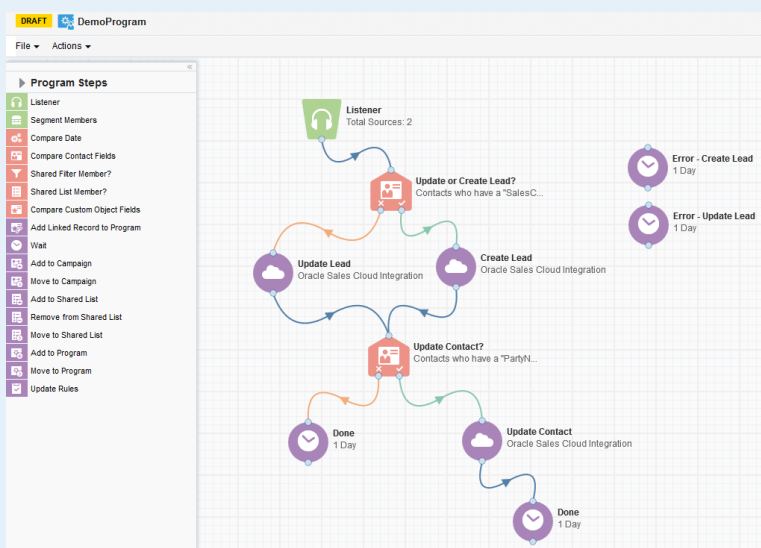 DRAFT DemoProgram
File Actions
«
Program Steps
Listener
Segment Members
Compare Date
Compare Contact Fields
Shared Filter Member?
Shared List Member?
Compare Custom Object Fields
Add Linked Record to Program
Wait
Add to Campaign
Move to Campaign
Add to Shared List
Remove from Shared List
Move to Shared List
Add to Program
Move to Program
Update Rules
Listener
Total Sources: 2
Error - Create Lead
1 Day
Update or Create Lead?
Contacts who have a "SalesC...
Error - Update Lead
1 Day
Update Lead
Oracle Sales Cloud Integration
Create Lead
Oracle Sales Cloud Integration
Update Contact?
Contacts who have a "PartyN...
Done
1 Day
Update Contact
Oracle Sales Cloud Integration
Done
1 Day